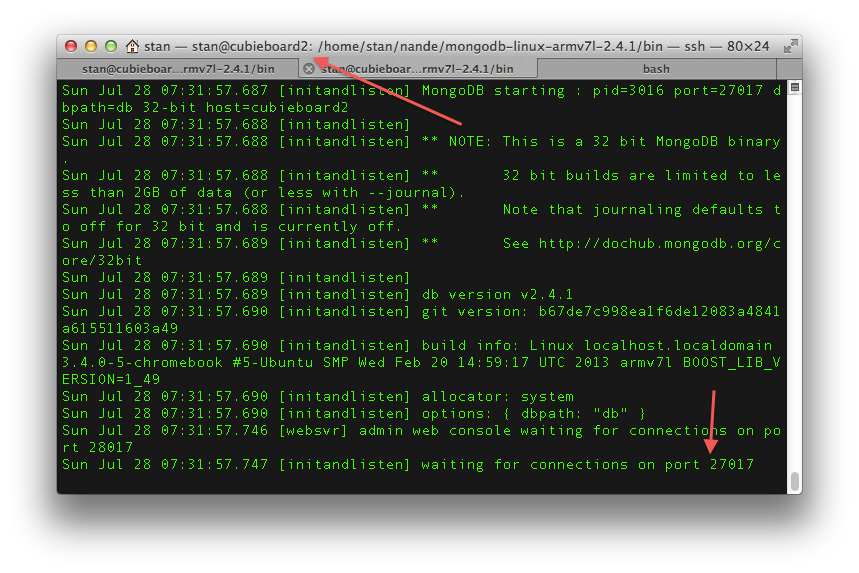 stan — stan@cubieboard2: /home/stan/nande/mongodb-linux-armv7l-2.4.1/bin — ssh — 80×24
stan@cubieboar...rmv7l-2.4.1/bin stan@cubieboar...rmv7l-2.4.1/bin bash
Sun Jul 28 07:31:57.687 [initandlisten] MongoDB starting : pid=3016 port=27017 d
bpath=db 32-bit host=cubieboard2
Sun Jul 28 07:31:57.688 [initandlisten]
Sun Jul 28 07:31:57.688 [initandlisten] ** NOTE: This is a 32 bit MongoDB binary
.
Sun Jul 28 07:31:57.688 [initandlisten] **       32 bit builds are limited to le
ss than 2GB of data (or less with --journal).
Sun Jul 28 07:31:57.688 [initandlisten] **       Note that journaling defaults t
o off for 32 bit and is currently off.
Sun Jul 28 07:31:57.689 [initandlisten] **       See http://dochub.mongodb.org/c
ore/32bit
Sun Jul 28 07:31:57.689 [initandlisten]
Sun Jul 28 07:31:57.689 [initandlisten] db version v2.4.1
Sun Jul 28 07:31:57.690 [initandlisten] git version: b67de7c998ea1f6de12083a4841
a615511603a49
Sun Jul 28 07:31:57.690 [initandlisten] build info: Linux localhost.localdomain
3.4.0-5-chromebook #5-Ubuntu SMP Wed Feb 20 14:59:17 UTC 2013 armv7l BOOST_LIB_V
ERSION=1_49
Sun Jul 28 07:31:57.690 [initandlisten] allocator: system
Sun Jul 28 07:31:57.690 [initandlisten] options: { dbpath: "db" }
Sun Jul 28 07:31:57.746 [websvr] admin web console waiting for connections on po
rt 28017
Sun Jul 28 07:31:57.747 [initandlisten] waiting for connections on port 27017